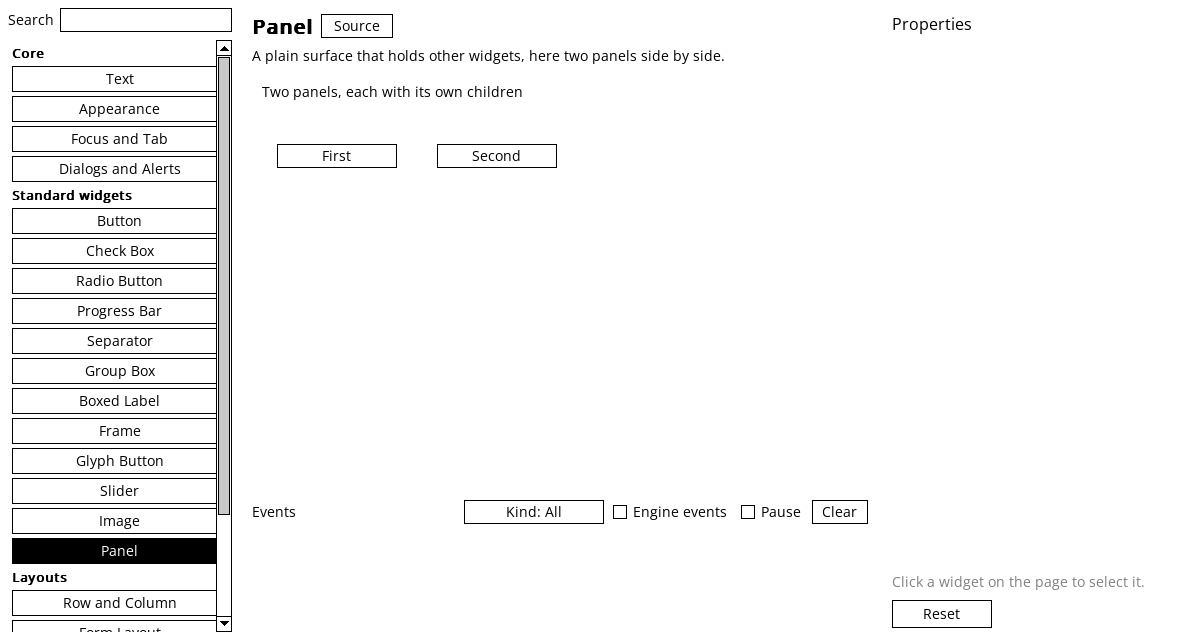 Search
Core
Text
Appearance
Focus and Tab
Dialogs and Alerts
Standard widgets
Button
Check Box
Radio Button
Progress Bar
Separator
Group Box
Boxed Label
Frame
Glyph Button
Slider
Image
Panel
Layouts
Row and Column
Form Layout
Panel Source
A plain surface that holds other widgets, here two panels side by side.
Two panels, each with its own children
First Second
Events Kind: All Engine events Pause Clear
Properties
Click a widget on the page to select it.
Reset